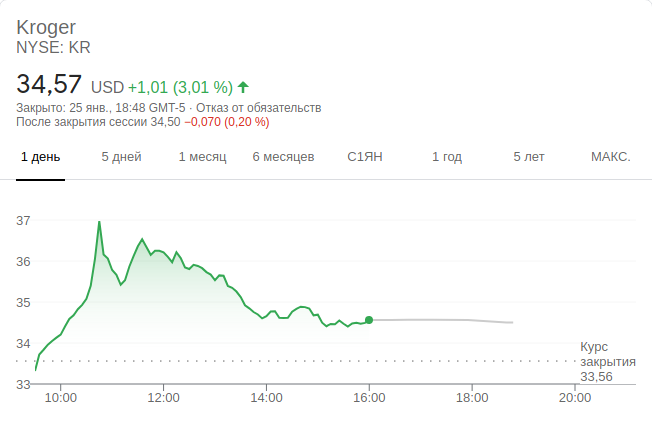 Kroger
NYSE: KR
34,57 USD +1,01 (3,01 %)
Закрыто: 25 янв., 18:48 GMT-5 · Отказ от обязательств
После закрытия сессии 34,50 −0,070 (0,20 %)
1 день 5 дней 1 месяц 6 месяцев С1ЯН 1 год 5 лет МАКС.
37
36
35
34
Курс
закрытия
33,56
33
10:00 12:00 14:00 16:00 18:00 20:00